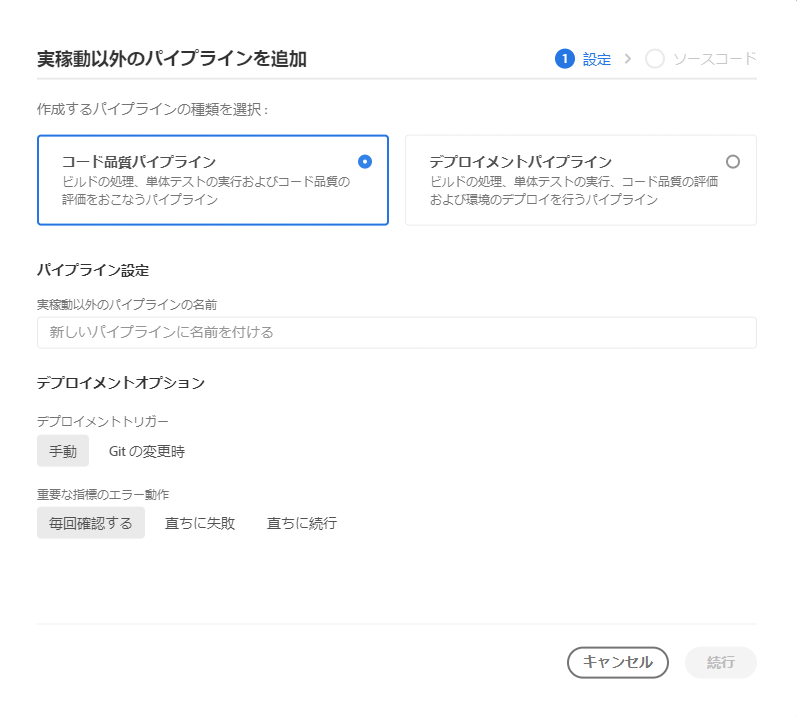 実稼動以外のパイプラインを追加
1 設定 > ソースコード
作成するパイプラインの種類を選択 :
コード品質パイプライン
ビルドの処理、単体テストの実行およびコード品質の
評価をおこなうパイプライン
デプロイメントパイプライン
ビルドの処理、単体テストの実行、コード品質の評価
および環境のデプロイを行うパイプライン
パイプライン設定
実稼動以外のパイプラインの名前
新しいパイプラインに名前を付ける
デプロイメントオプション
デプロイメントトリガー
手動 Git の変更時
重要な指標のエラー動作
毎回確認する 直ちに失敗 直ちに続行
キャンセル 続行